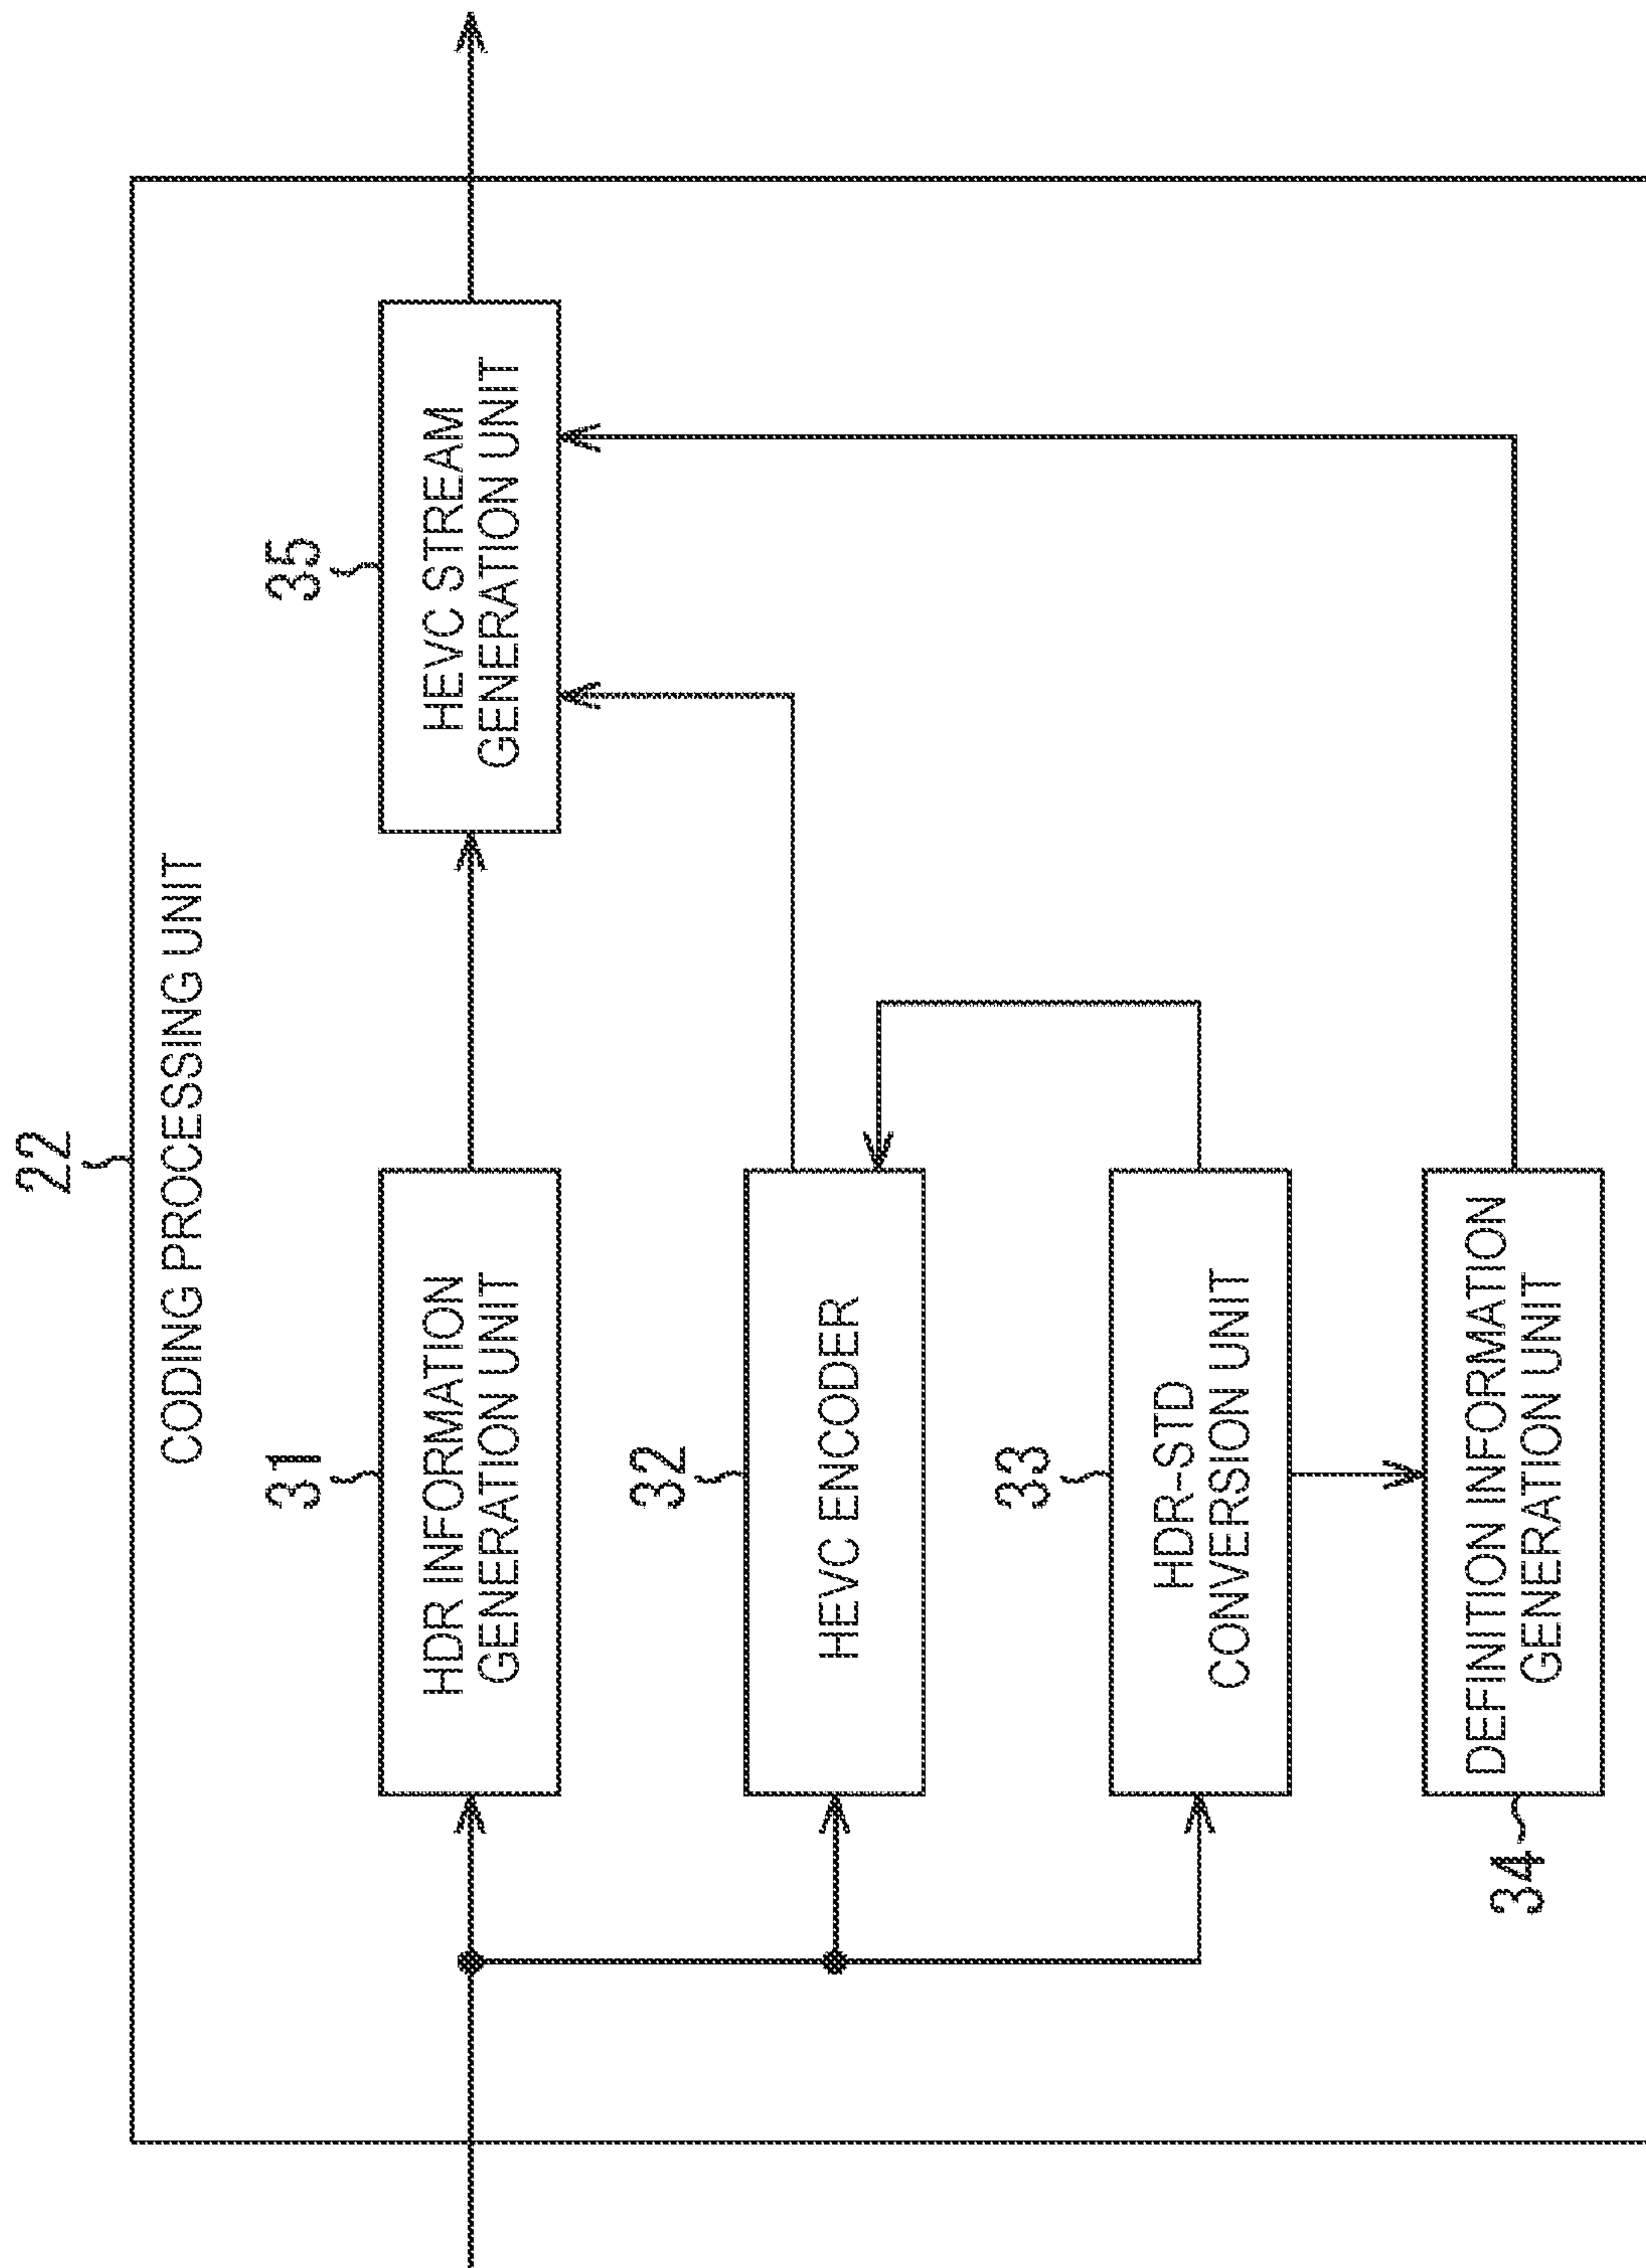 22
CODING PROCESSING UNIT
31
HDR INFORMATION
GENERATION UNIT
35
HEVC STREAM
GENERATION UNIT
32
HEVC ENCODER
33
HDR-STD
CONVERSION UNIT
34
DEFINITION INFORMATION
GENERATION UNIT